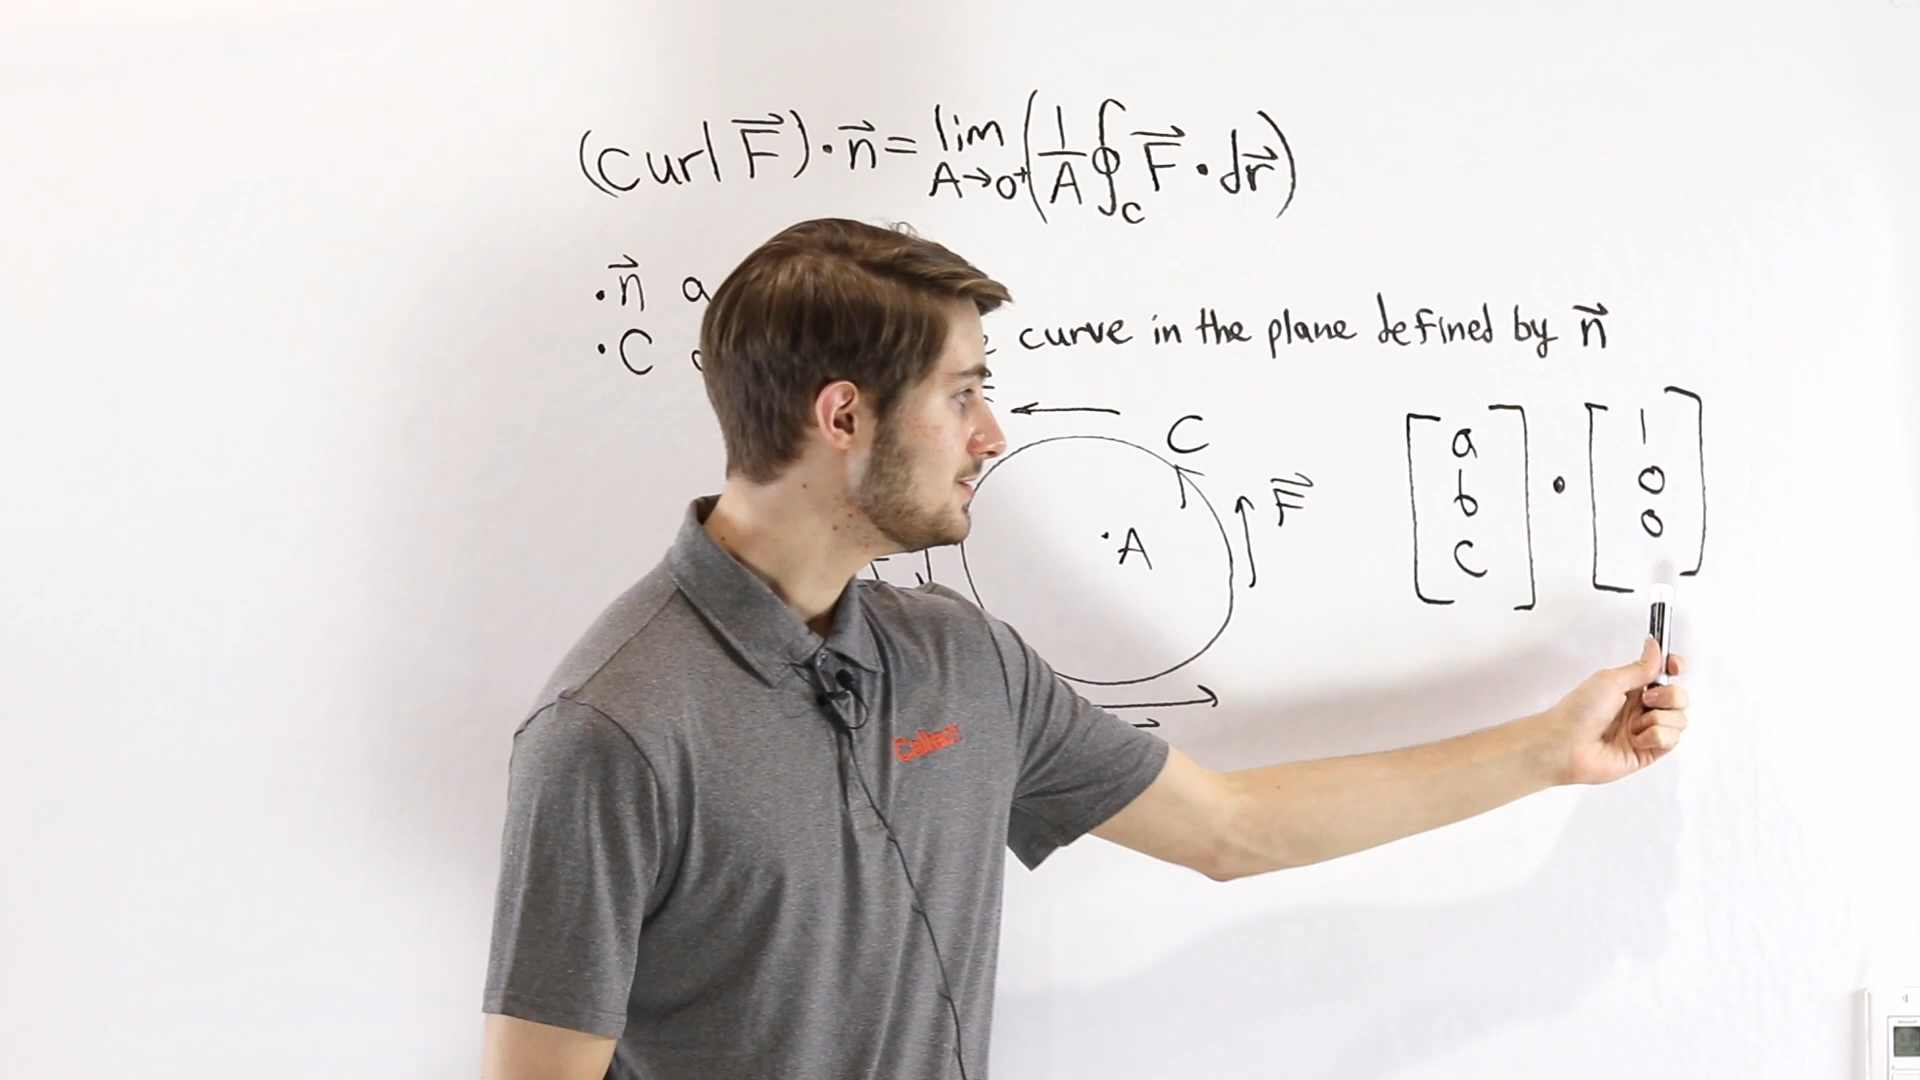 (curl F⃗)·n⃗ = lim A→0⁺ (1/A ∮_C F⃗ · dr⃗)
·n⃗ a
·C curve in the plane defined by n⃗
C
A
F⃗
[a b c] · [1 0 0]
Caltech